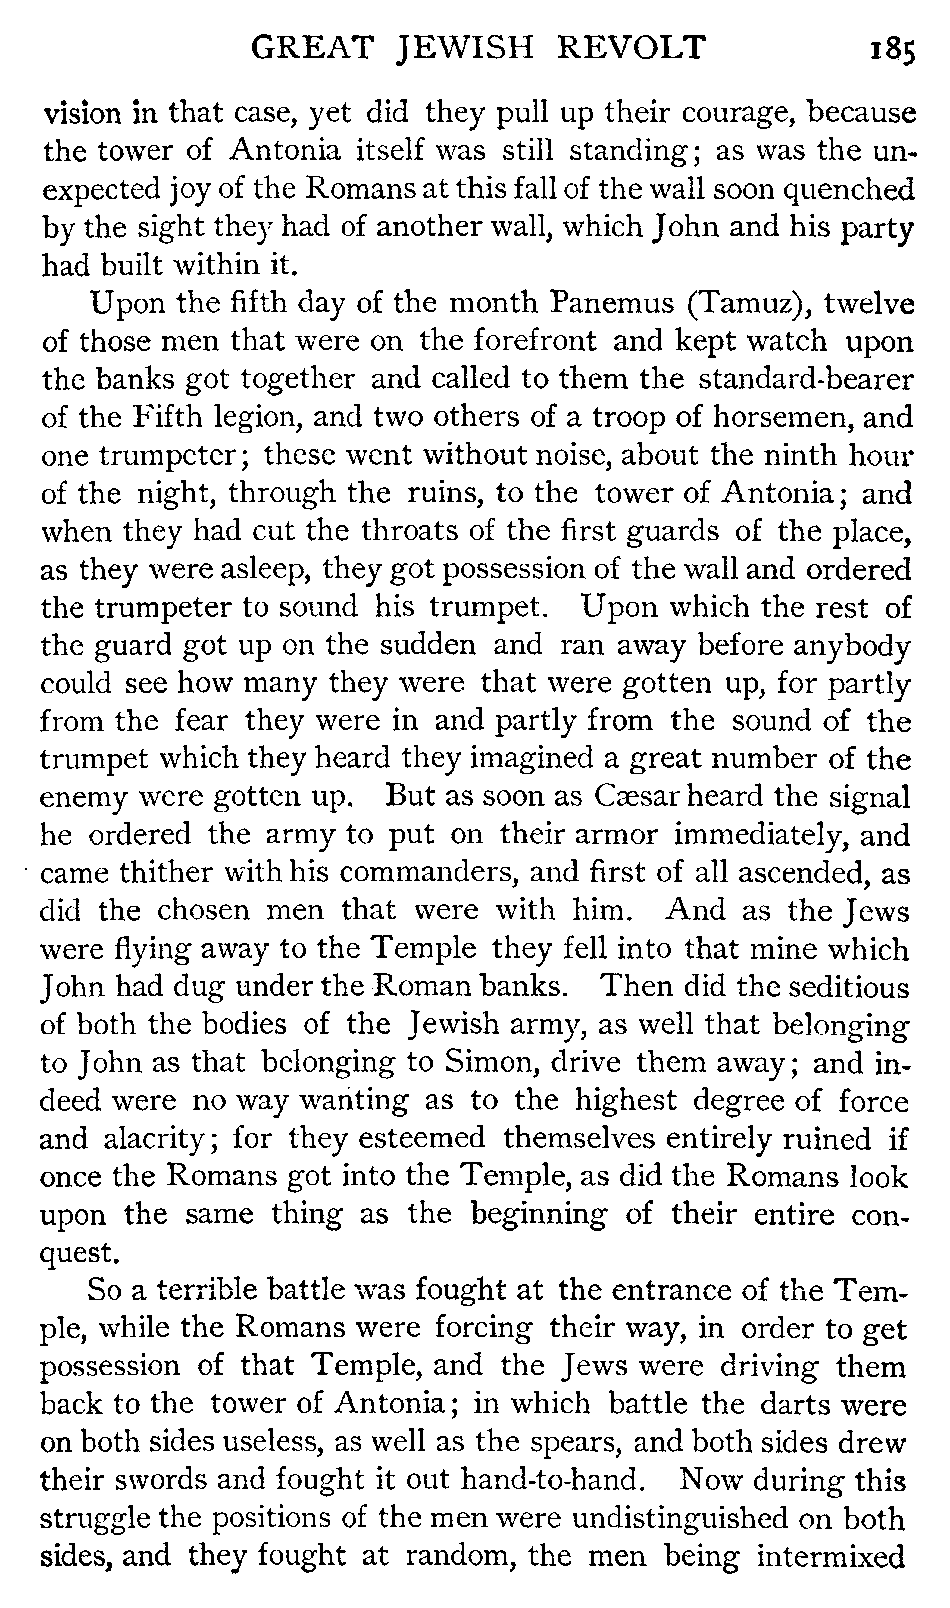 GREAT JEWISH REVOLT 185
vision in that case, yet did they pull up their courage, because
the tower of Antonia itself was still standing; as was the un-
expected joy of the Romans at this fall of the wall soon quenched
by the sight they had of another wall, which John and his party
had built within it.
Upon the fifth day of the month Panemus (Tamuz), twelve
of those men that were on the forefront and kept watch upon
the banks got together and called to them the standard-bearer
of the Fifth legion, and two others of a troop of horsemen, and
one trumpeter; these went without noise, about the ninth hour
of the night, through the ruins, to the tower of Antonia; and
when they had cut the throats of the first guards of the place,
as they were asleep, they got possession of the wall and ordered
the trumpeter to sound his trumpet. Upon which the rest of
the guard got up on the sudden and ran away before anybody
could see how many they were that were gotten up, for partly
from the fear they were in and partly from the sound of the
trumpet which they heard they imagined a great number of the
enemy were gotten up. But as soon as Cæsar heard the signal
he ordered the army to put on their armor immediately, and
came thither with his commanders, and first of all ascended, as
did the chosen men that were with him. And as the Jews
were flying away to the Temple they fell into that mine which
John had dug under the Roman banks. Then did the seditious
of both the bodies of the Jewish army, as well that belonging
to John as that belonging to Simon, drive them away; and in-
deed were no way wanting as to the highest degree of force
and alacrity; for they esteemed themselves entirely ruined if
once the Romans got into the Temple, as did the Romans look
upon the same thing as the beginning of their entire con-
quest.
So a terrible battle was fought at the entrance of the Tem-
ple, while the Romans were forcing their way, in order to get
possession of that Temple, and the Jews were driving them
back to the tower of Antonia; in which battle the darts were
on both sides useless, as well as the spears, and both sides drew
their swords and fought it out hand-to-hand. Now during this
struggle the positions of the men were undistinguished on both
sides, and they fought at random, the men being intermixed